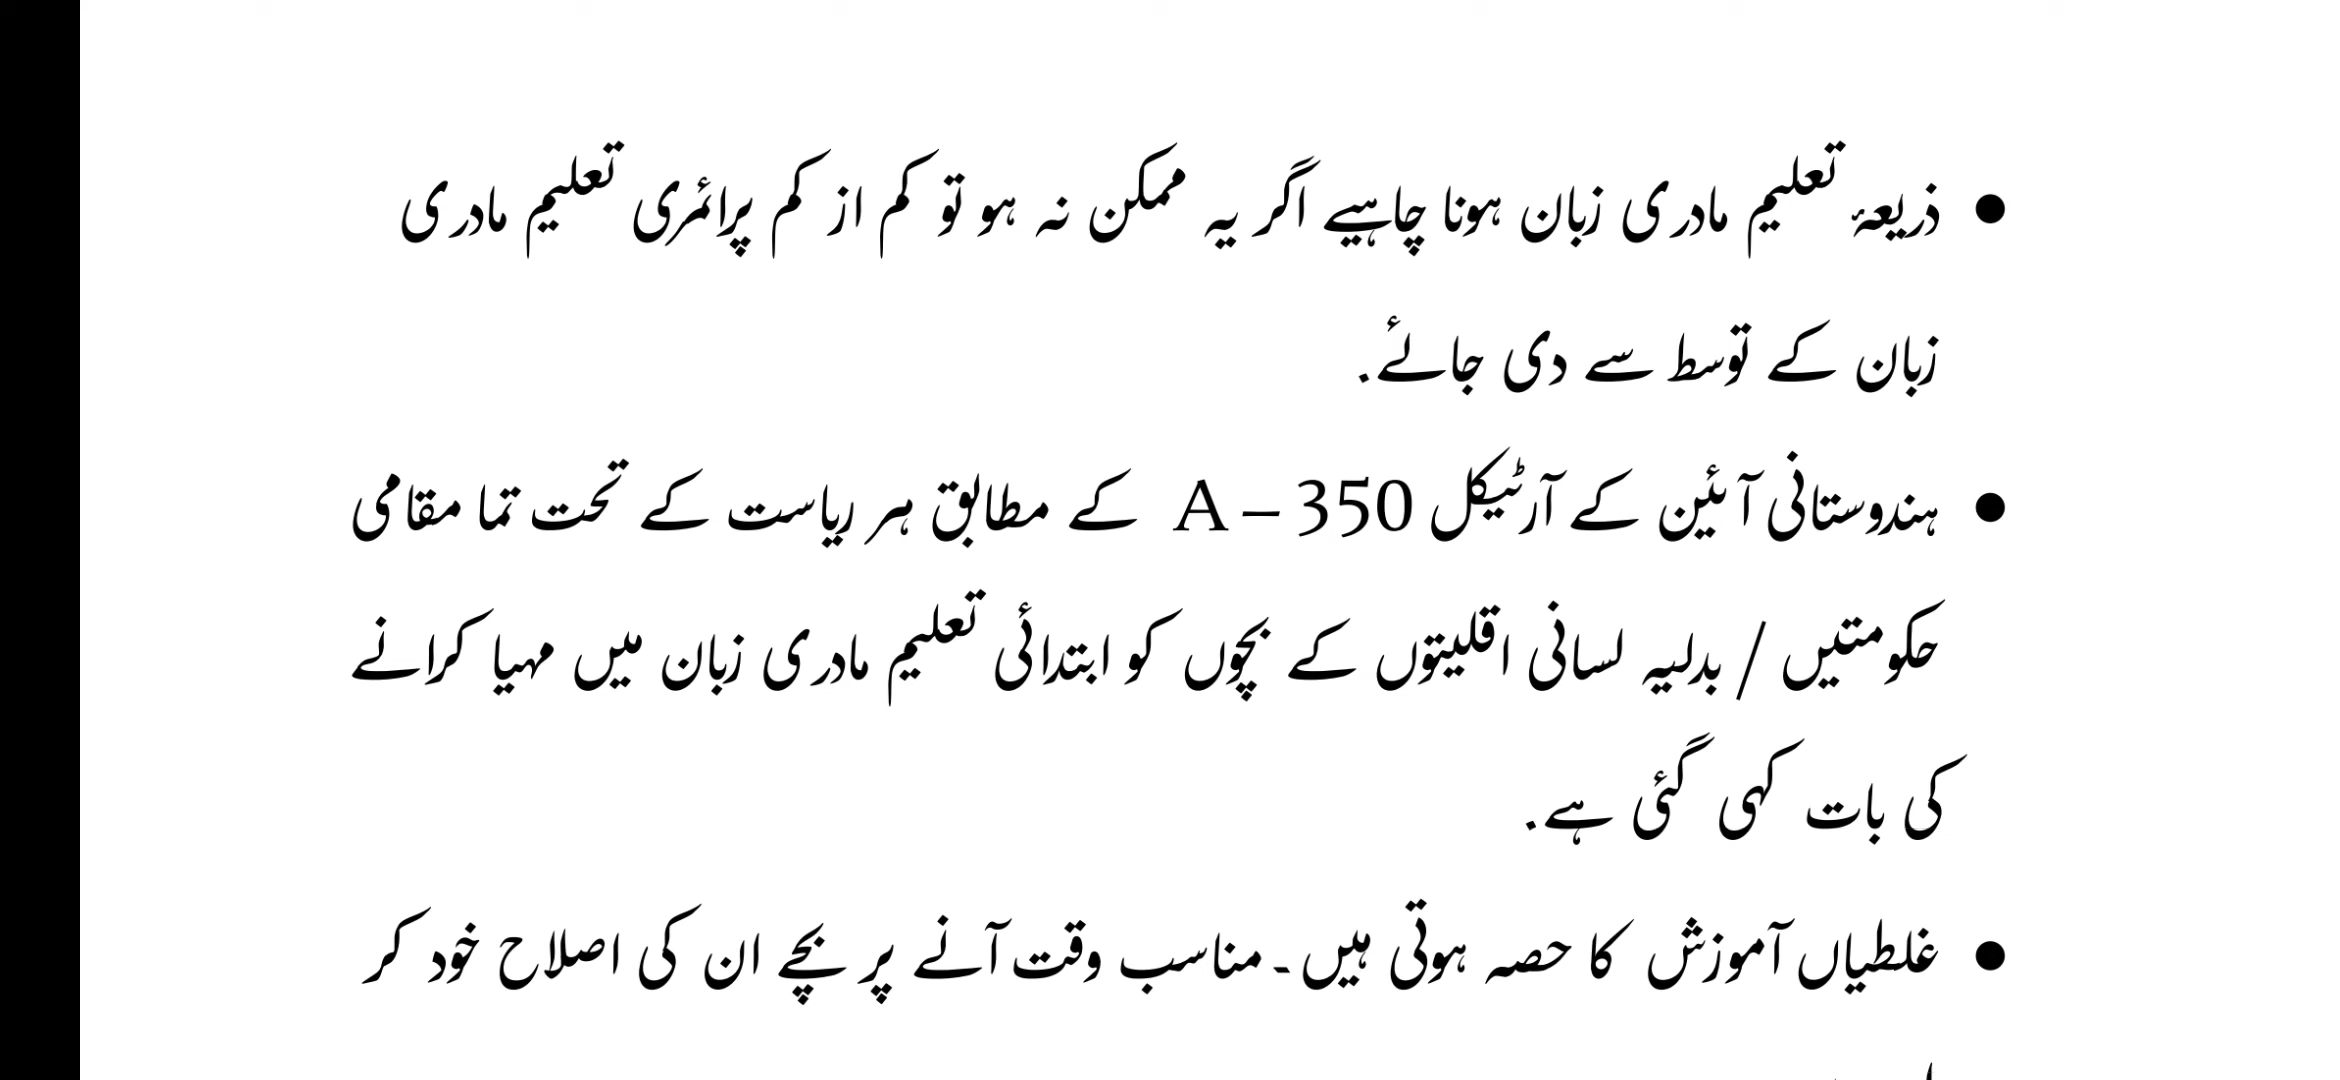 • ذریعۂ تعلیم مادری زبان ہونا چاہیے اگر یہ ممکن نہ ہو تو کم از کم پرائمری تعلیم مادری
زبان کے توسط سے دی جائے.
• ہندوستانی آئین کے آرٹیکل 350 – A کے مطابق ہر ریاست کے تحت تما مقامی
حکومتیں / بدلیہ لسانی اقلیتوں کے بچوں کو ابتدائی تعلیم مادری زبان میں مہیا کرانے
کی بات کہی گئی ہے.
• غلطیاں آموزش کا حصہ ہوتی ہیں۔ مناسب وقت آنے پر بچے ان کی اصلاح خود کر